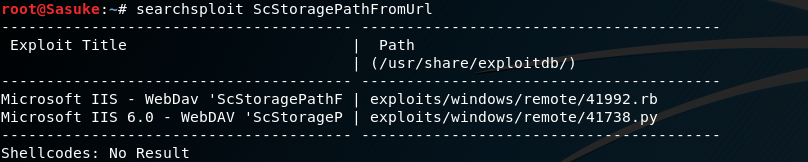 root@Sasuke:~# searchsploit ScStoragePathFromUrl
--------------------------------------- ----------------------------------------
 Exploit Title                          |  Path
                                        | (/usr/share/exploitdb/)
--------------------------------------- ----------------------------------------
Microsoft IIS - WebDav 'ScStoragePathF | exploits/windows/remote/41992.rb
Microsoft IIS 6.0 - WebDAV 'ScStorageP | exploits/windows/remote/41738.py
--------------------------------------- ----------------------------------------
Shellcodes: No Result